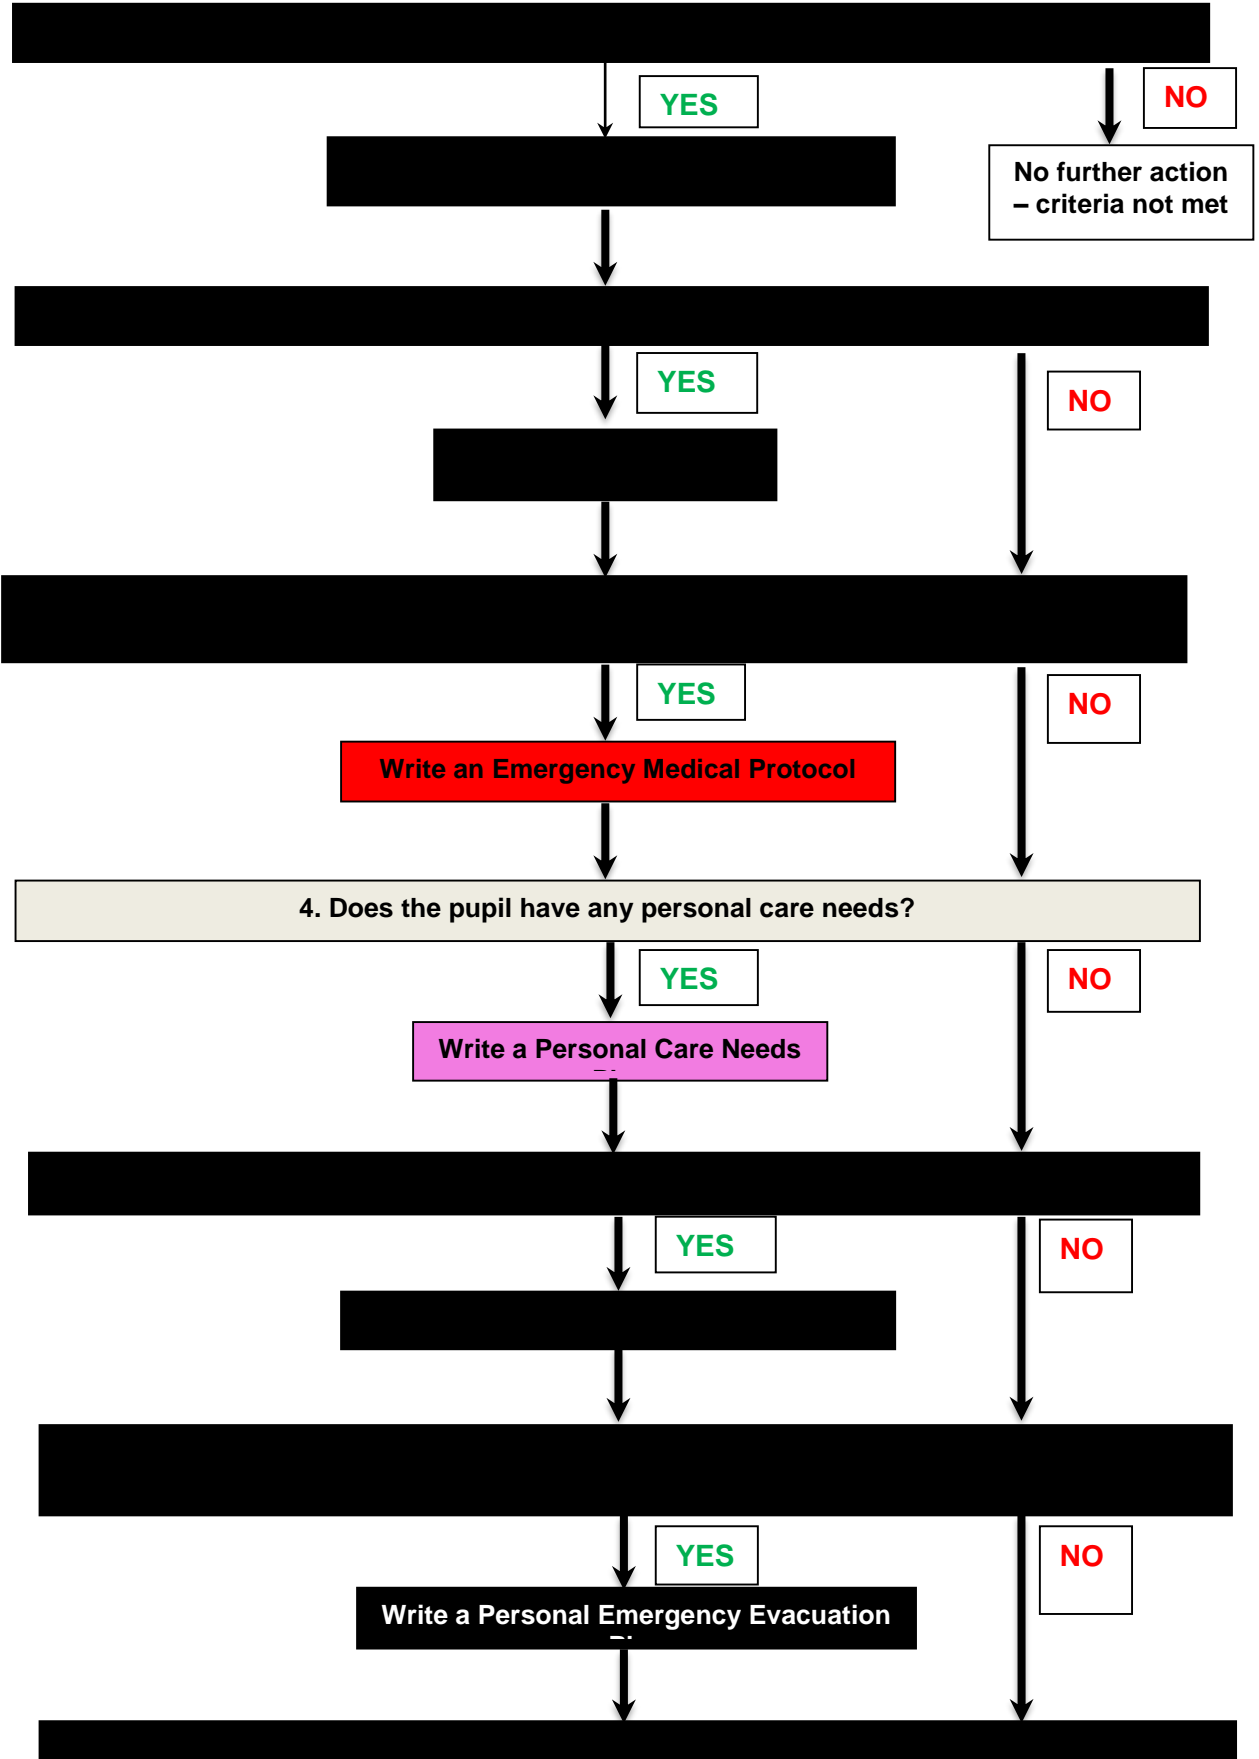 YES
NO
No further action
– criteria not met
YES
NO
YES
NO
Write an Emergency Medical Protocol
4. Does the pupil have any personal care needs?
YES
NO
Write a Personal Care Needs
YES
NO
YES
NO
Write a Personal Emergency Evacuation